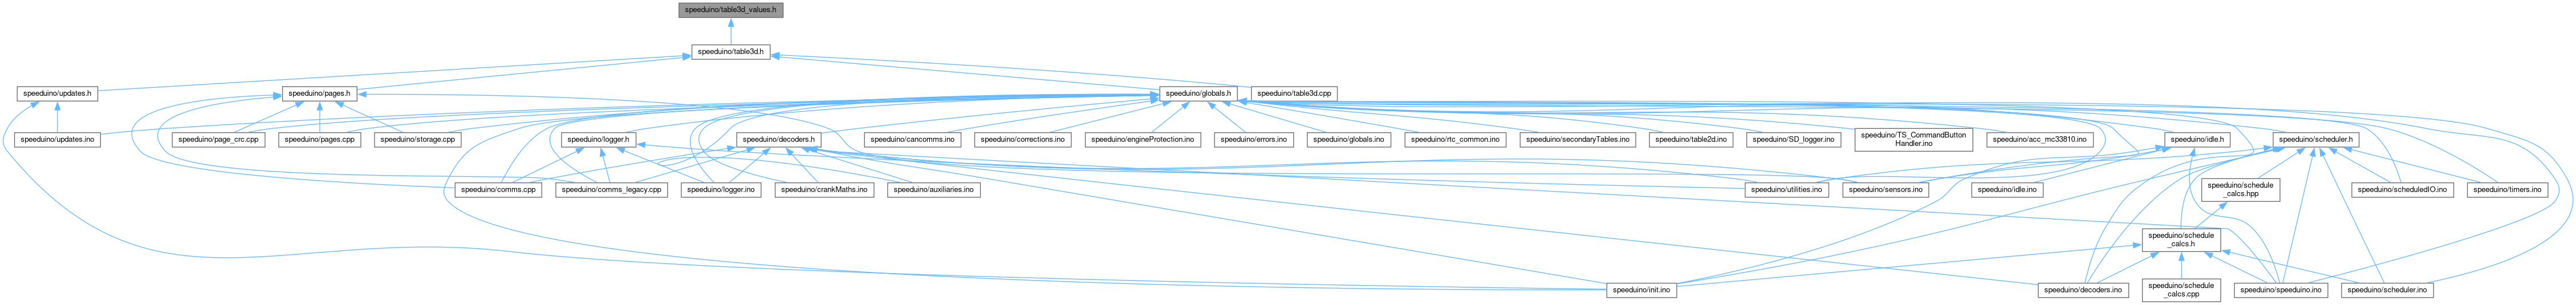 speeduino/table3d_values.h
speeduino/table3d.h
speeduino/updates.h
speeduino/pages.h
speeduino/globals.h
speeduino/table3d.cpp
speeduino/updates.ino
speeduino/page_crc.cpp
speeduino/pages.cpp
speeduino/storage.cpp
speeduino/logger.h
speeduino/decoders.h
speeduino/cancomms.ino
speeduino/corrections.ino
speeduino/engineProtection.ino
speeduino/errors.ino
speeduino/globals.ino
speeduino/rtc_common.ino
speeduino/secondaryTables.ino
speeduino/table2d.ino
speeduino/SD_logger.ino
speeduino/TS_CommandButton
Handler.ino
speeduino/acc_mc33810.ino
speeduino/idle.h
speeduino/scheduler.h
speeduino/comms.cpp
speeduino/comms_legacy.cpp
speeduino/logger.ino
speeduino/crankMaths.ino
speeduino/auxiliaries.ino
speeduino/utilities.ino
speeduino/sensors.ino
speeduino/idle.ino
speeduino/schedule
_calcs.hpp
speeduino/scheduledIO.ino
speeduino/timers.ino
speeduino/schedule
_calcs.h
speeduino/init.ino
speeduino/decoders.ino
speeduino/schedule
_calcs.cpp
speeduino/speeduino.ino
speeduino/scheduler.ino